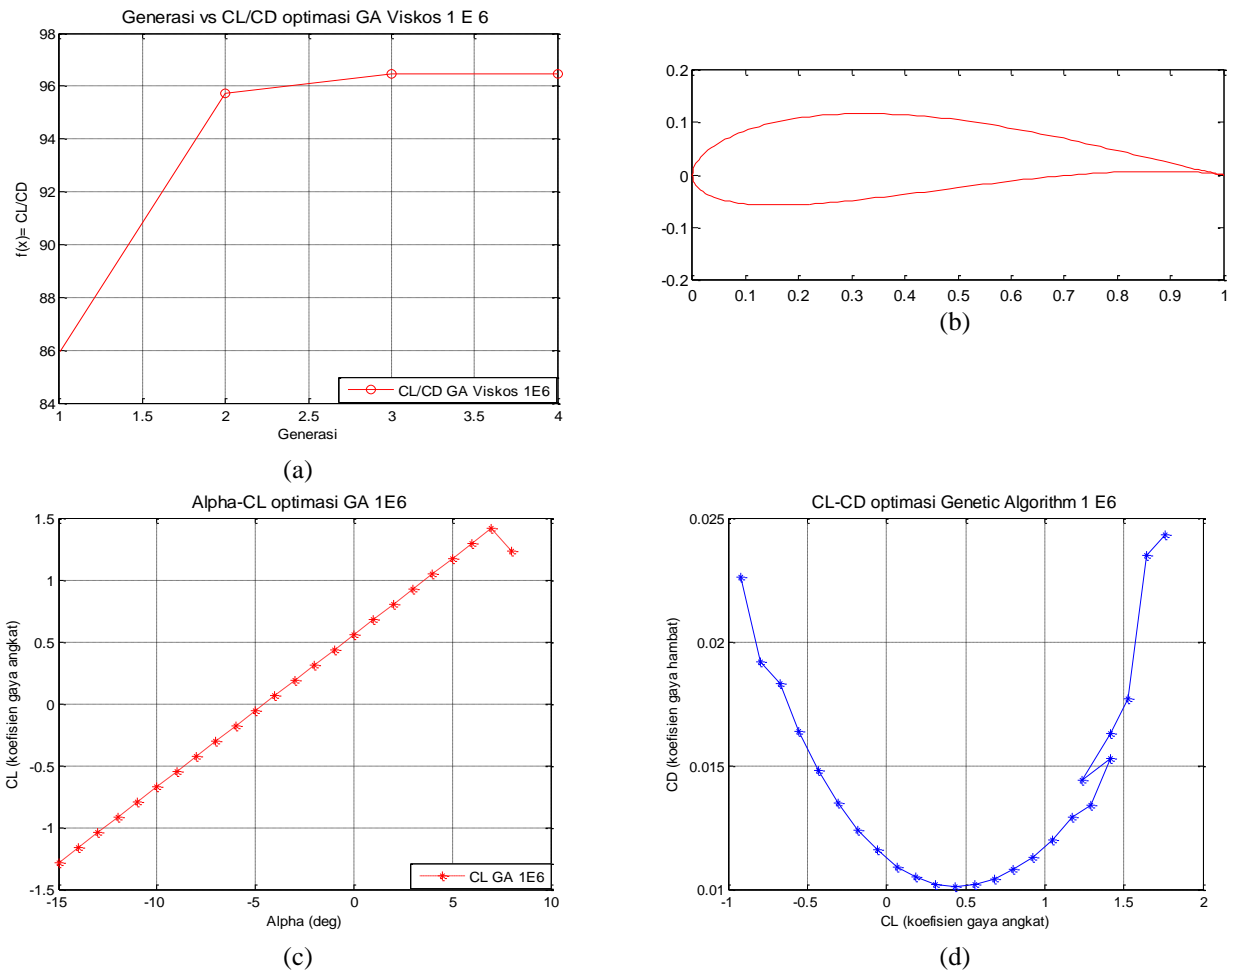 Generasi vs CL/CD optimasi GA Viskos 1 E 6
98
96
94
92
90
88
86
84
f(x)= CL/CD
CL/CD GA Viskos 1E6
1 1.5 2 2.5 3 3.5 4
Generasi
(a)
0.2
0.1
0
-0.1
-0.2
0 0.1 0.2 0.3 0.4 0.5 0.6 0.7 0.8 0.9 1
(b)
Alpha-CL optimasi GA 1E6
1.5
1
0.5
0
-0.5
-1
-1.5
CL (koefisien gaya angkat)
CL GA 1E6
-15 -10 -5 0 5 10
Alpha (deg)
(c)
CL-CD optimasi Genetic Algorithm 1 E6
0.025
0.02
0.015
0.01
CD (koefisien gaya hambat)
-1 -0.5 0 0.5 1 1.5 2
CL (koefisien gaya angkat)
(d)